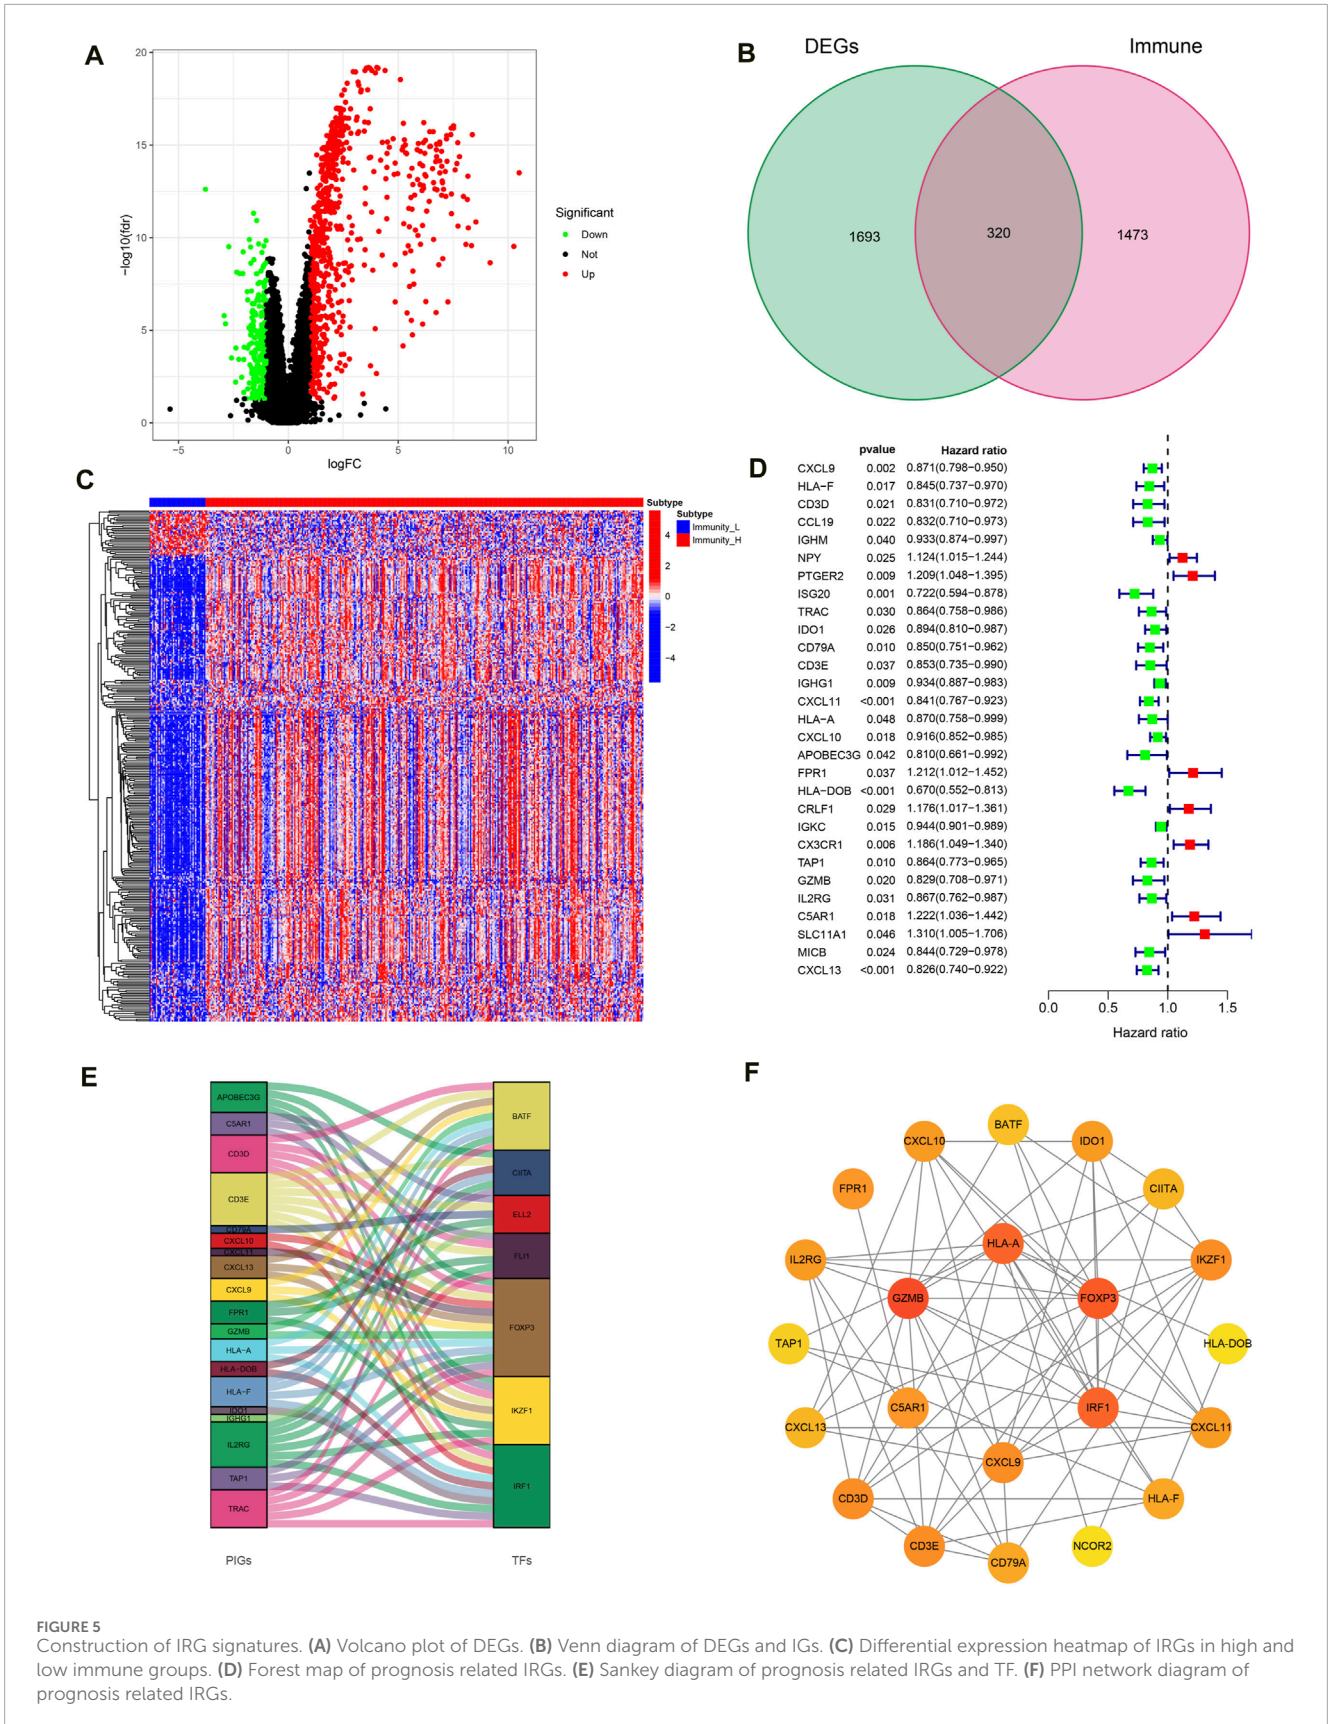 A
20
15
10
5
0
−log10(fdr)
−5
0
5
10
logFC
Significant
Down
Not
Up
B
DEGs
Immune
1693
320
1473
C
Subtype
4
2
0
−2
−4
Subtype
Immunity_L
Immunity_H
D
pvalue Hazard ratio
CXCL9 0.002 0.871(0.798−0.950)
HLA−F 0.017 0.845(0.737−0.970)
CD3D 0.021 0.831(0.710−0.972)
CCL19 0.022 0.832(0.710−0.973)
IGHM 0.040 0.933(0.874−0.997)
NPY 0.025 1.124(1.015−1.244)
PTGER2 0.009 1.209(1.048−1.395)
ISG20 0.001 0.722(0.594−0.878)
TRAC 0.030 0.864(0.758−0.986)
IDO1 0.026 0.894(0.810−0.987)
CD79A 0.010 0.850(0.751−0.962)
CD3E 0.037 0.853(0.735−0.990)
IGHG1 0.009 0.934(0.887−0.983)
CXCL11 <0.001 0.841(0.767−0.923)
HLA−A 0.048 0.870(0.758−0.999)
CXCL10 0.018 0.916(0.852−0.985)
APOBEC3G 0.042 0.810(0.661−0.992)
FPR1 0.037 1.212(1.012−1.452)
HLA−DOB <0.001 0.670(0.552−0.813)
CRLF1 0.029 1.176(1.017−1.361)
IGKC 0.015 0.944(0.901−0.989)
CX3CR1 0.006 1.186(1.049−1.340)
TAP1 0.010 0.864(0.773−0.965)
GZMB 0.020 0.829(0.708−0.971)
IL2RG 0.031 0.867(0.762−0.987)
C5AR1 0.018 1.222(1.036−1.442)
SLC11A1 0.046 1.310(1.005−1.706)
MICB 0.024 0.844(0.729−0.978)
CXCL13 <0.001 0.826(0.740−0.922)
0.0 0.5 1.0 1.5
Hazard ratio
E
APOBEC3G
C5AR1
CD3D
CD3E
CD79A
CXCL10
CXCL11
CXCL13
CXCL9
FPR1
GZMB
HLA−A
HLA−DOB
HLA−F
IDO1
IGHG1
IL2RG
TAP1
TRAC
BATF
CIITA
ELL2
FLI1
FOXP3
IKZF1
IRF1
PIGs
TFs
F
BATF
CXCL10
IDO1
FPR1
CIITA
HLA-A
IL2RG
IKZF1
GZMB
FOXP3
TAP1
HLA-DOB
C5AR1
IRF1
CXCL13
CXCL11
CXCL9
CD3D
HLA-F
CD3E
NCOR2
CD79A
FIGURE 5
Construction of IRG signatures. (A) Volcano plot of DEGs. (B) Venn diagram of DEGs and IGs. (C) Differential expression heatmap of IRGs in high and
low immune groups. (D) Forest map of prognosis related IRGs. (E) Sankey diagram of prognosis related IRGs and TF. (F) PPI network diagram of
prognosis related IRGs.